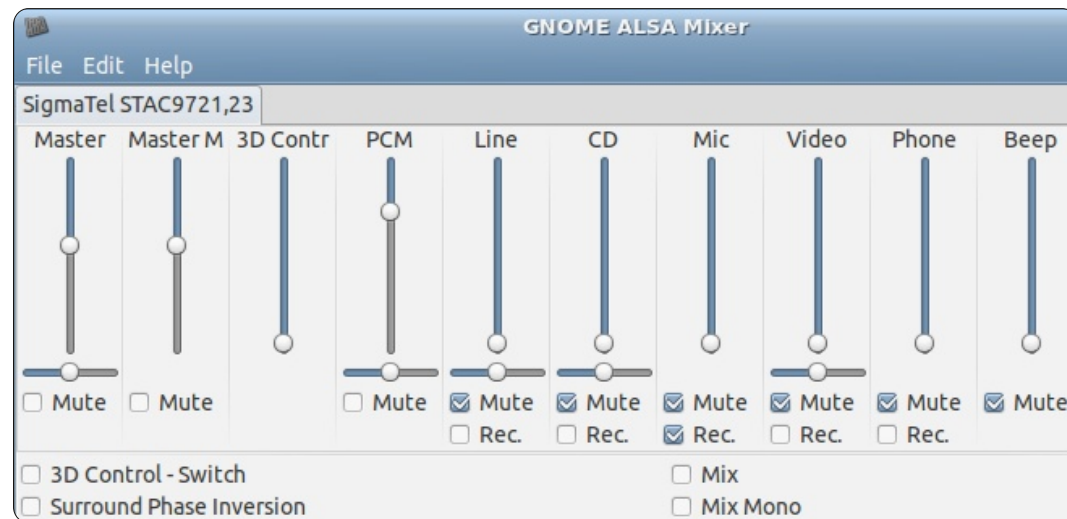 GNOME ALSA Mixer
File Edit Help
SigmaTel STAC9721,23
Master Master M 3D Contr PCM Line CD Mic Video Phone Beep
Mute Mute Mute Mute Mute Mute Mute Mute Mute
Rec. Rec. Rec. Rec. Rec.
3D Control - Switch Mix
Surround Phase Inversion Mix Mono